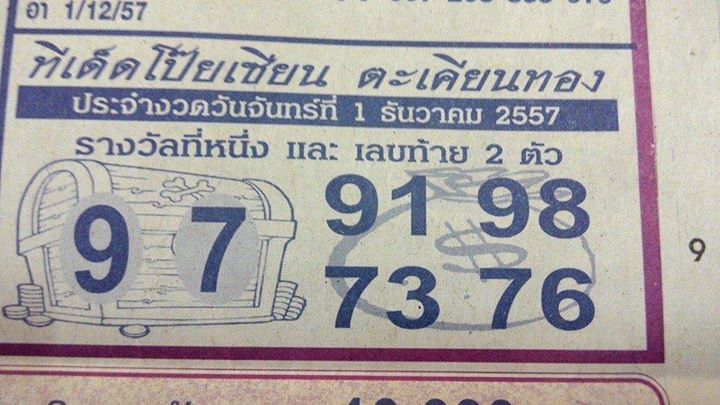 อา 1/12/57
ทีเด็ดโป๊ยเซียน ตะเคียนทอง
ประจำงวดวันจันทร์ที่ 1 ธันวาคม 2557
รางวัลที่หนึ่ง และ เลขท้าย 2 ตัว
9 7
91 98
73 76
9